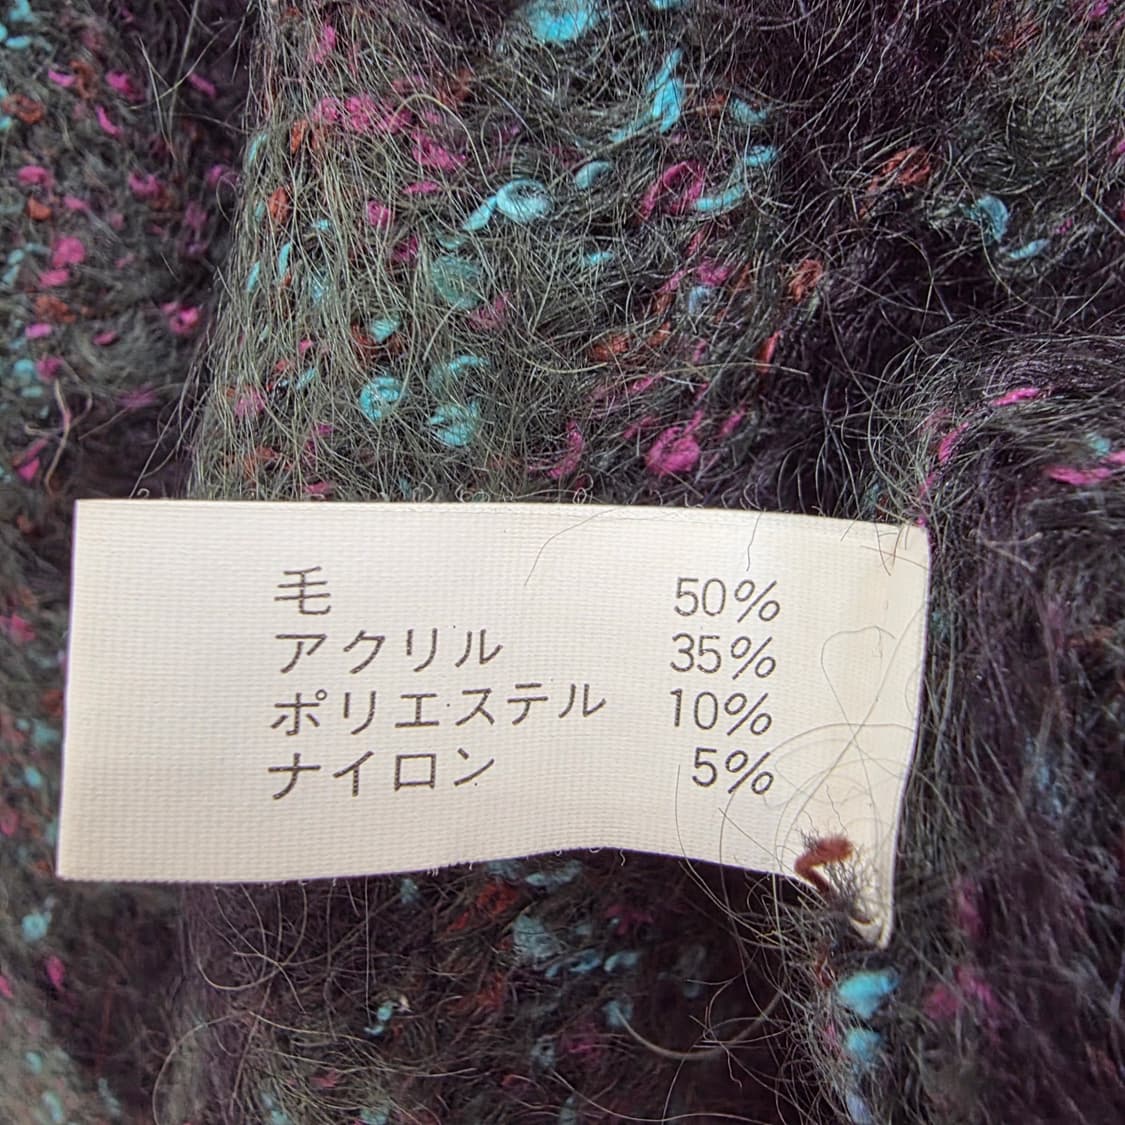 毛 50%
アクリル 35%
ポリエステル 10%
ナイロン 5%